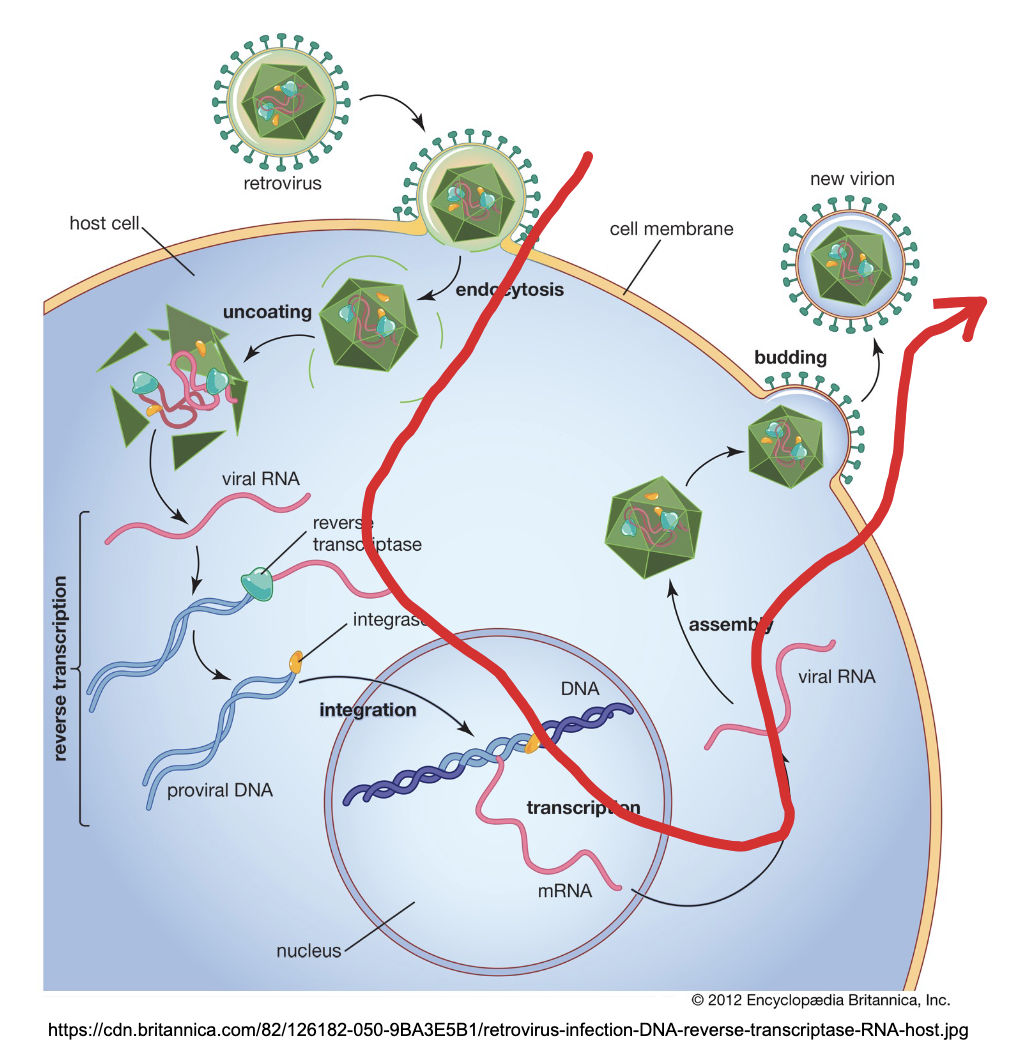 retrovirus
new virion
host cell
cell membrane
endocytosis
uncoating
budding
viral RNA
reverse
transcriptase
integrase
assembly
reverse transcription
DNA
viral RNA
integration
proviral DNA
transcription
mRNA
nucleus
© 2012 Encyclopædia Britannica, Inc.
https://cdn.britannica.com/82/126182-050-9BA3E5B1/retrovirus-infection-DNA-reverse-transcriptase-RNA-host.jpg